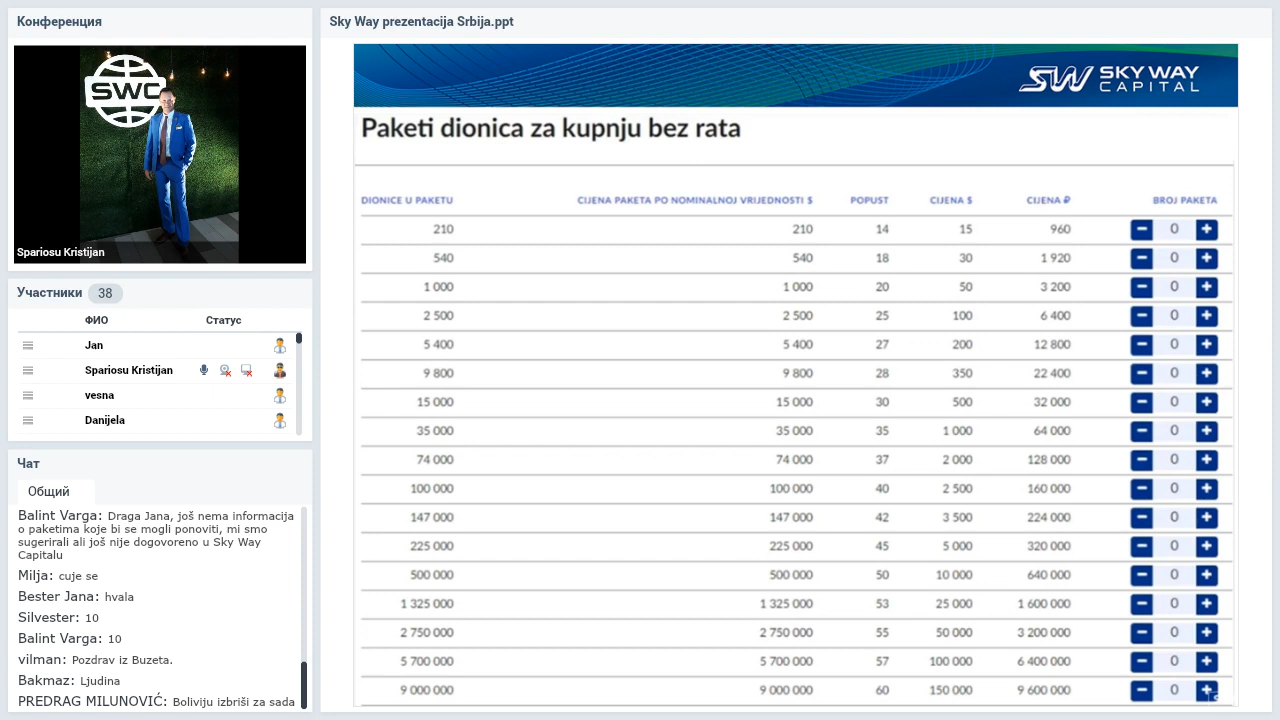 Конференция
SWC
Spariosu Kristijan
Участники 38
ФИО Статус
Jan
Spariosu Kristijan
vesna
Danijela
Чат
Общий
Balint Varga: Draga Jana, još nema informacija
o paketima koje bi se mogli ponoviti, mi smo
sugerirali ali još nije dogovoreno u Sky Way
Capitalu
Milja: cuje se
Bester Jana: hvala
Silvester: 10
Balint Varga: 10
vilman: Pozdrav iz Buzeta.
Bakmaz: Ljudina
PREDRAG MILUNOVIĆ: Boliviju izbriši za sada
Sky Way prezentacija Srbija.ppt
SW SKY WAY
CAPITAL
Paketi dionica za kupnju bez rata
DIONICE U PAKETU CIJENA PAKETA PO NOMINALNOJ VRIJEDNOSTI $ POPUST CIJENA $ CIJENA ₽ BROJ PAKETA
210 210 14 15 960 − 0 +
540 540 18 30 1 920 − 0 +
1 000 1 000 20 50 3 200 − 0 +
2 500 2 500 25 100 6 400 − 0 +
5 400 5 400 27 200 12 800 − 0 +
9 800 9 800 28 350 22 400 − 0 +
15 000 15 000 30 500 32 000 − 0 +
35 000 35 000 35 1 000 64 000 − 0 +
74 000 74 000 37 2 000 128 000 − 0 +
100 000 100 000 40 2 500 160 000 − 0 +
147 000 147 000 42 3 500 224 000 − 0 +
225 000 225 000 45 5 000 320 000 − 0 +
500 000 500 000 50 10 000 640 000 − 0 +
1 325 000 1 325 000 53 25 000 1 600 000 − 0 +
2 750 000 2 750 000 55 50 000 3 200 000 − 0 +
5 700 000 5 700 000 57 100 000 6 400 000 − 0 +
9 000 000 9 000 000 60 150 000 9 600 000 − 0 +